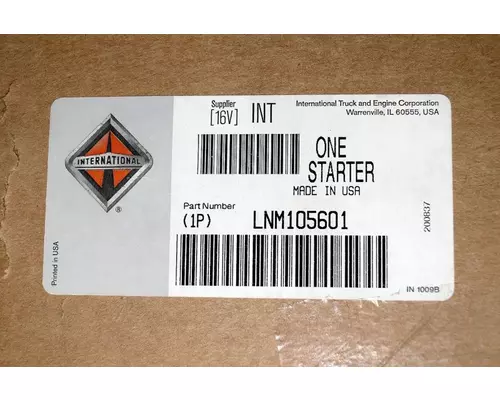 Supplier
[16V] INT
International Truck and Engine Corporation
Warrenville, IL 60555, USA
INTERNATIONAL
®
ONE
STARTER
MADE IN USA
Part Number
(1P) LNM105601
200837
Printed in USA
IN 1009B